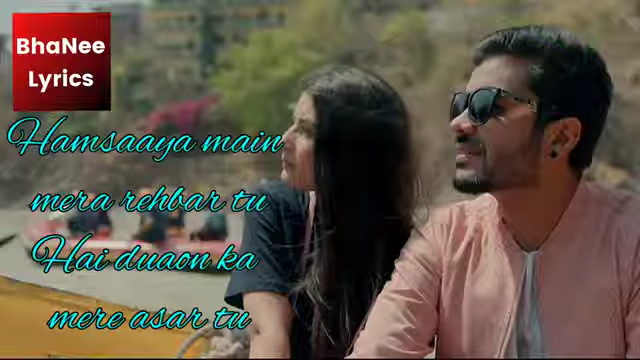 BhaNee
Lyrics
Hamsaaya main
mera rehbar tu
Hai duaon ka
mere asar tu